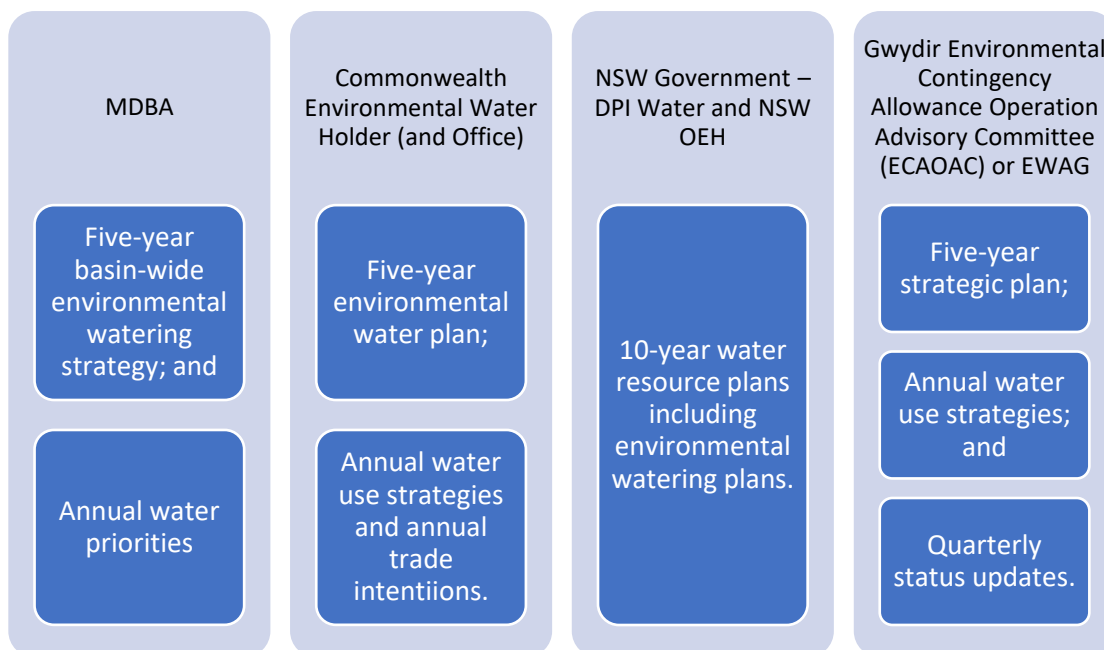 MDBA
Five-year
basin-wide
environmental
watering
strategy; and
Annual water
priorities
Commonwealth
Environmental Water
Holder (and Office)
Five-year
environmental
water plan;
Annual water
use strategies
and annual
trade
intentiions.
NSW Government –
DPI Water and NSW
OEH
10-year water
resource plans
including
environmental
watering plans.
Gwydir Environmental
Contingency
Allowance Operation
Advisory Committee
(ECAOAC) or EWAG
Five-year
strategic plan;
Annual water
use strategies;
and
Quarterly
status updates.